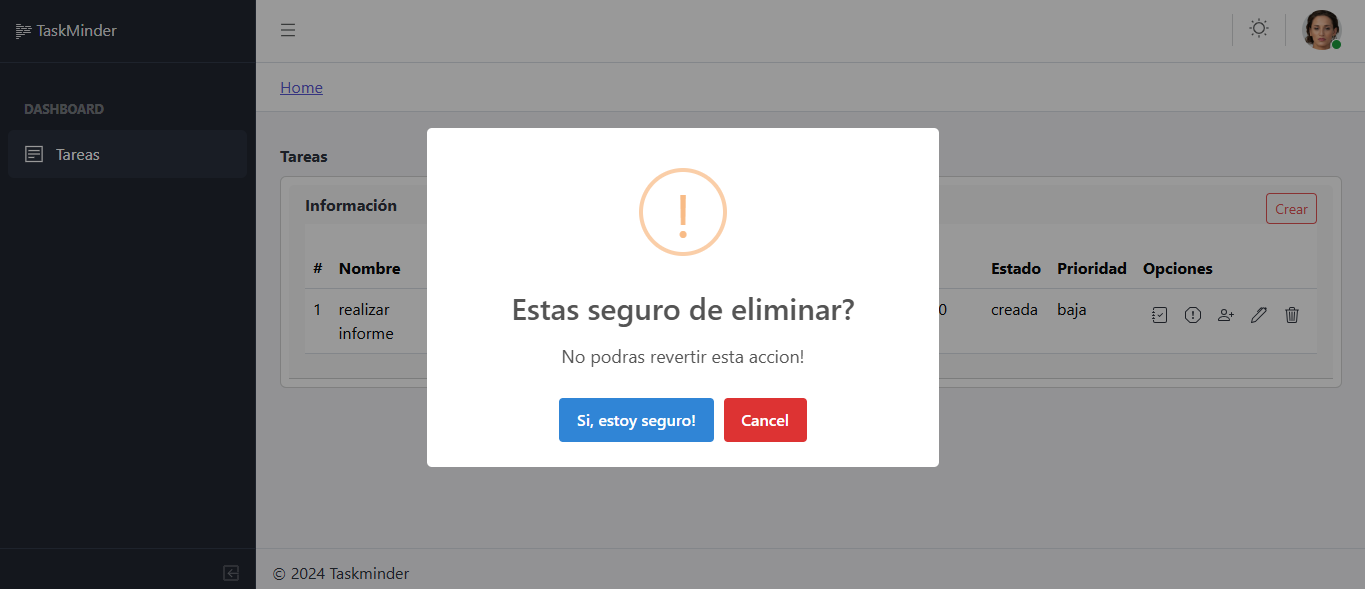 TaskMinder
Home
DASHBOARD
Tareas
Tareas
Información
Crear
# Nombre Estado Prioridad Opciones
1 realizar informe 0 creada baja
Estas seguro de eliminar?
No podras revertir esta accion!
Si, estoy seguro! Cancel
© 2024 Taskminder